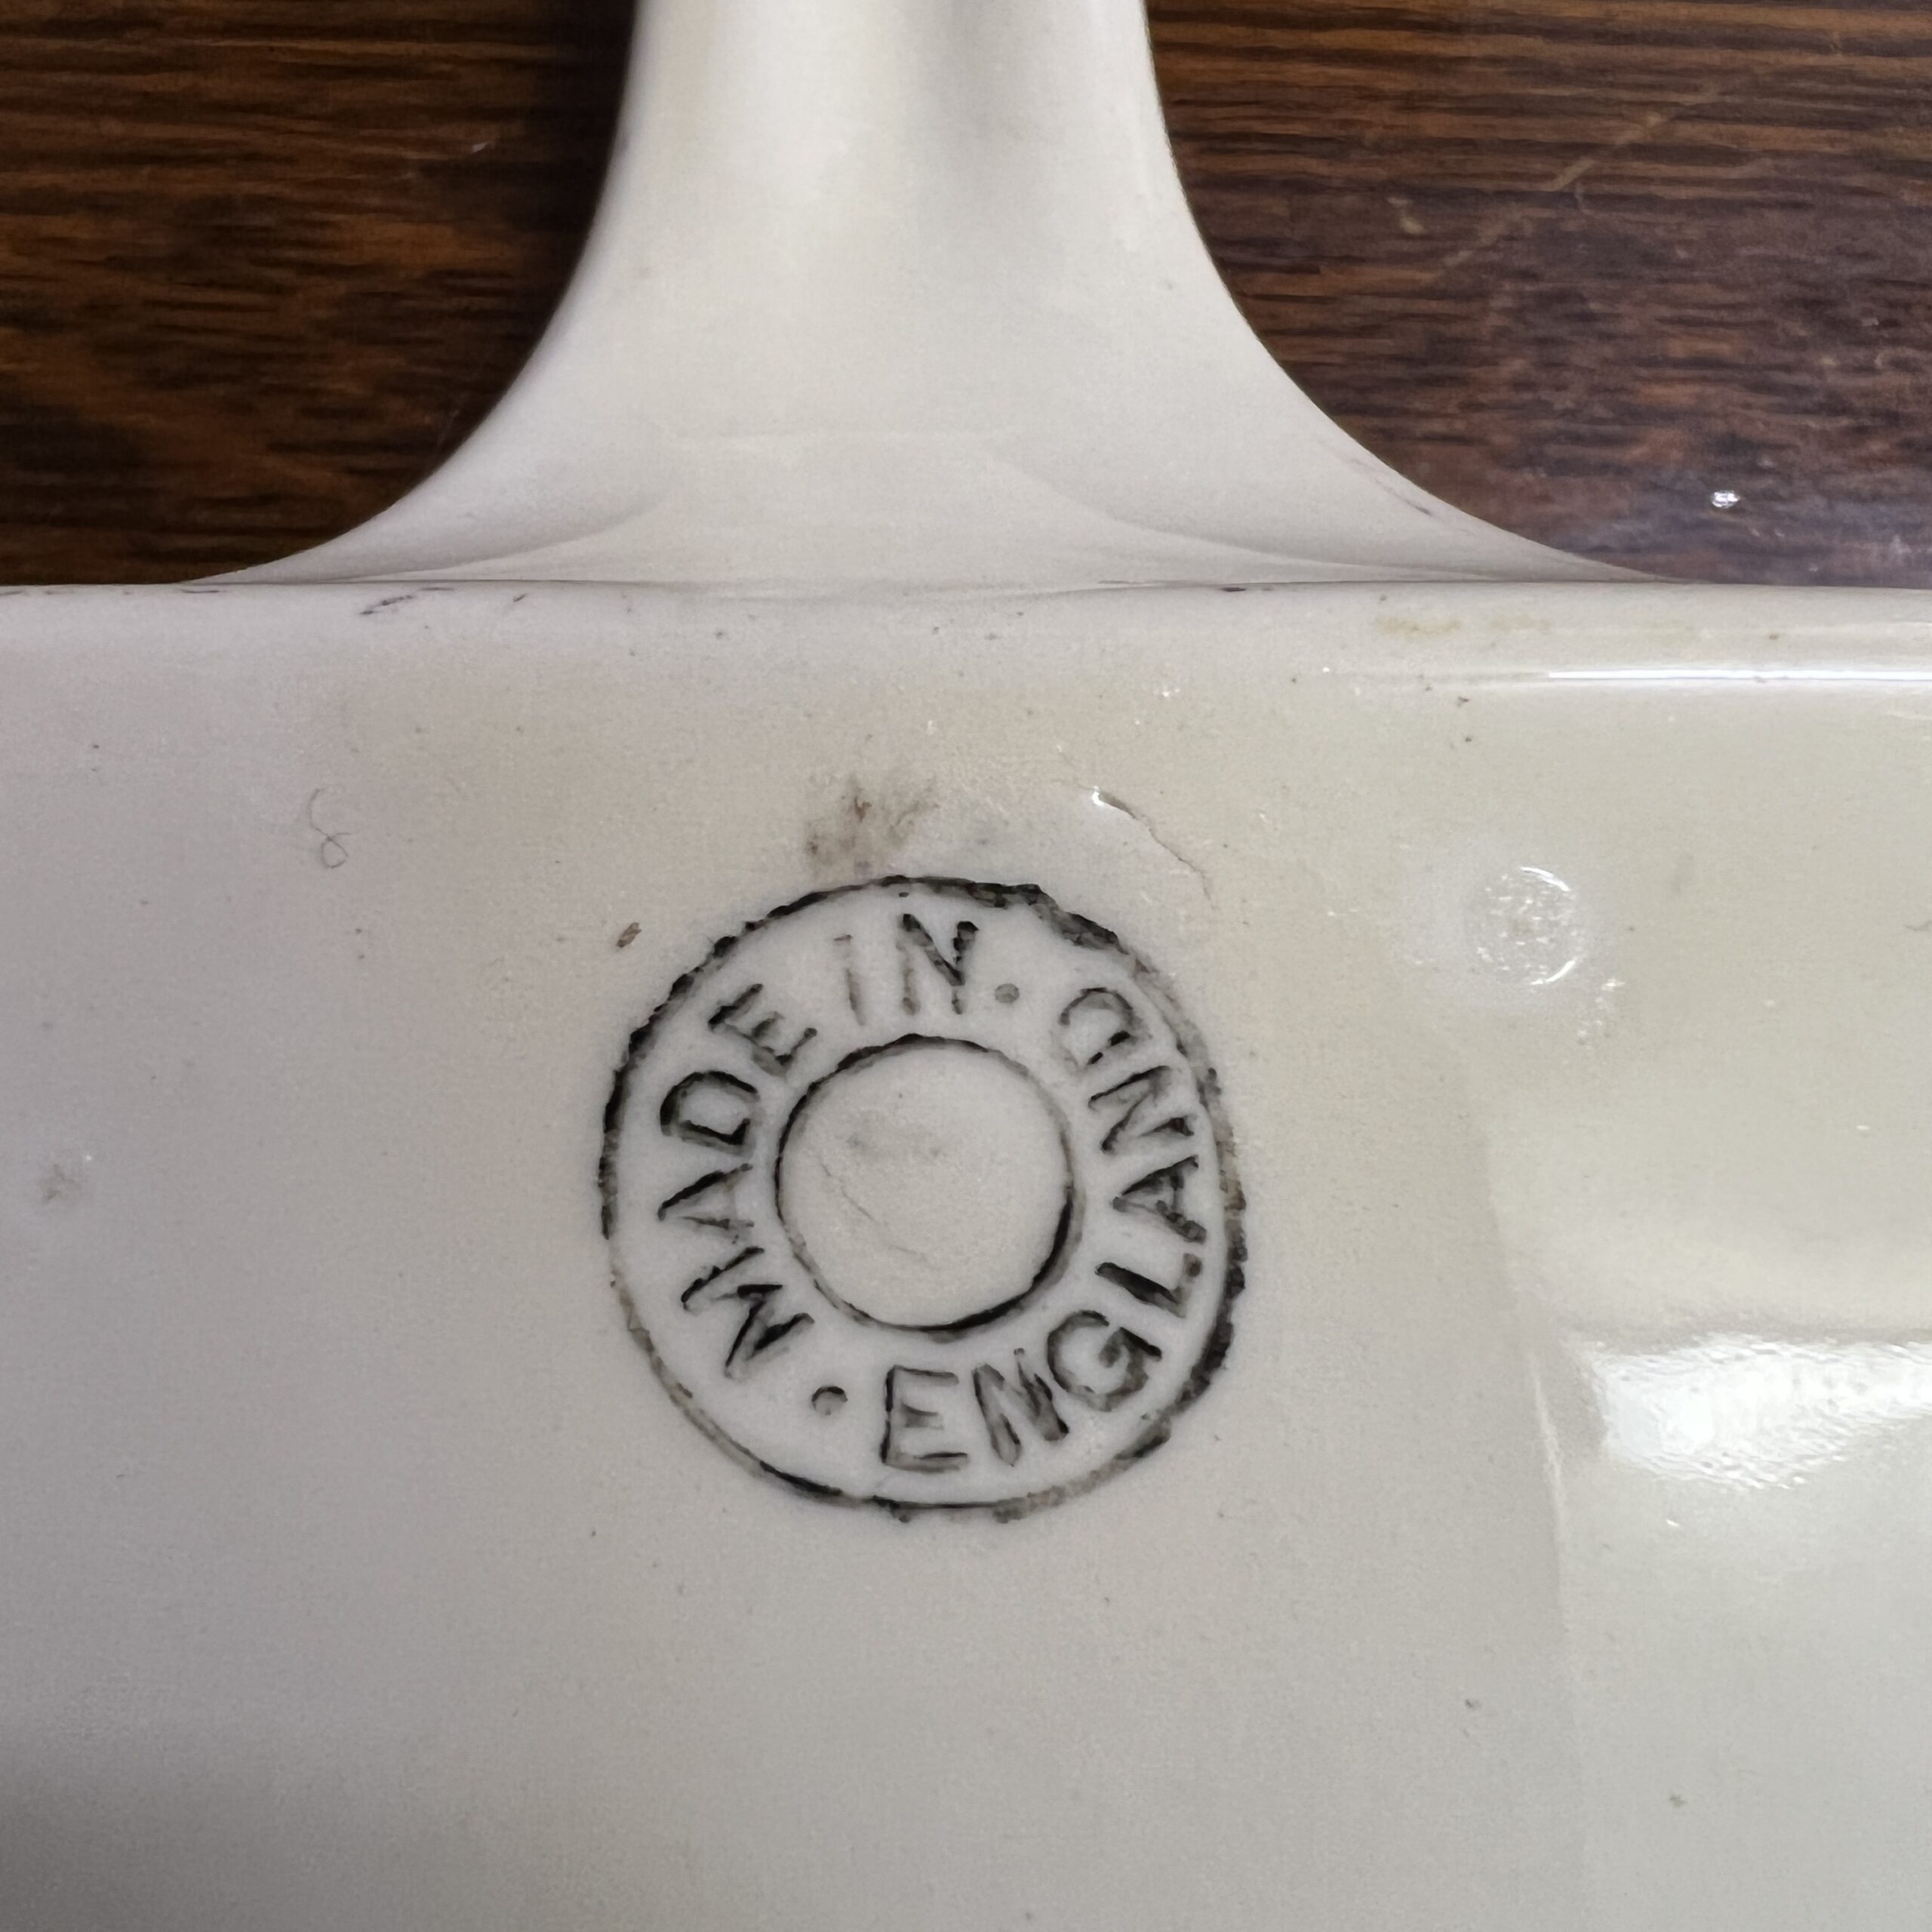 MADE IN.
. ENGLAND